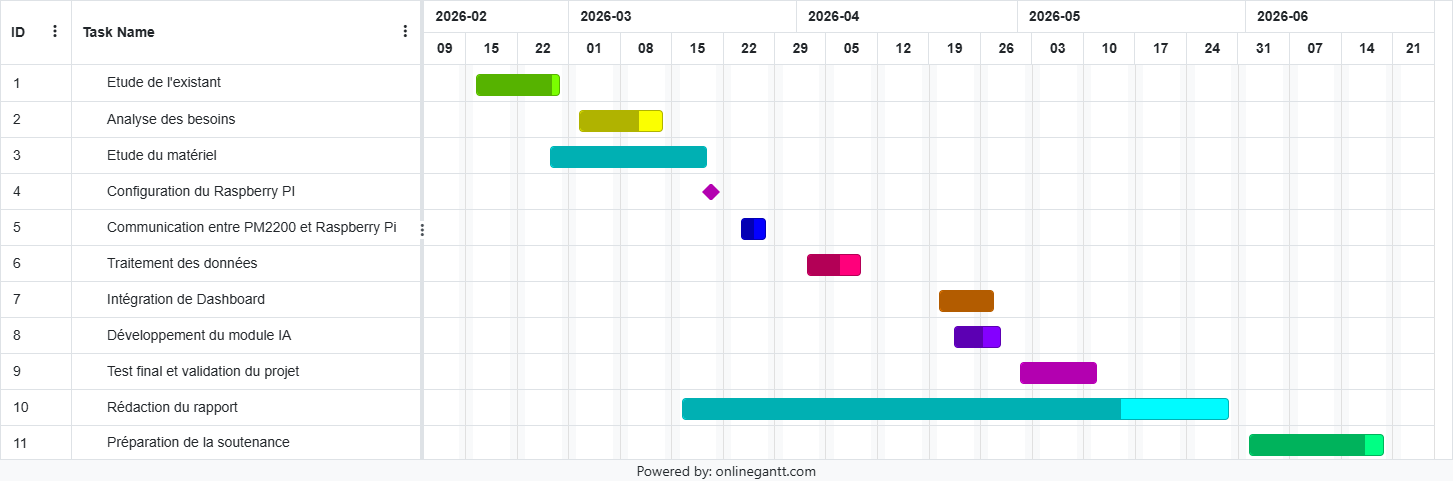 ID Task Name 2026-02 2026-03 2026-04 2026-05 2026-06
09 15 22 01 08 15 22 29 05 12 19 26 03 10 17 24 31 07 14 21
1 Etude de l'existant
2 Analyse des besoins
3 Etude du matériel
4 Configuration du Raspberry PI
5 Communication entre PM2200 et Raspberry Pi
6 Traitement des données
7 Intégration de Dashboard
8 Développement du module IA
9 Test final et validation du projet
10 Rédaction du rapport
11 Préparation de la soutenance
Powered by: onlinegantt.com